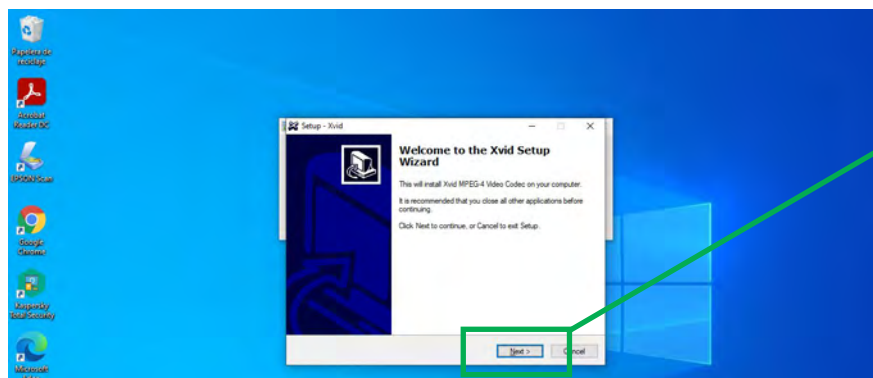 Papelera de
reciclaje
Acrobat
Reader DC
EPSON Scan
Google
Chrome
Kaspersky
Total Security
Microsoft
Setup - Xvid
Welcome to the Xvid Setup
Wizard
This will install Xvid MPEG-4 Video Codec on your computer.
It is recommended that you close all other applications before
continuing.
Click Next to continue, or Cancel to exit Setup.
Next >
Cancel